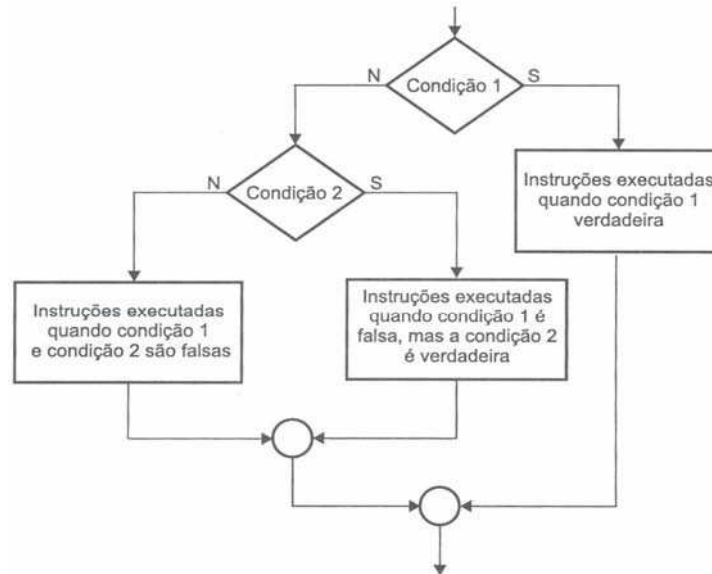 N
Condição 1
S
N
Condição 2
S
Instruções executadas
quando condição 1
verdadeira
Instruções executadas
quando condição 1
e condição 2 são falsas
Instruções executadas
quando condição 1 é
falsa, mas a condição 2
é verdadeira